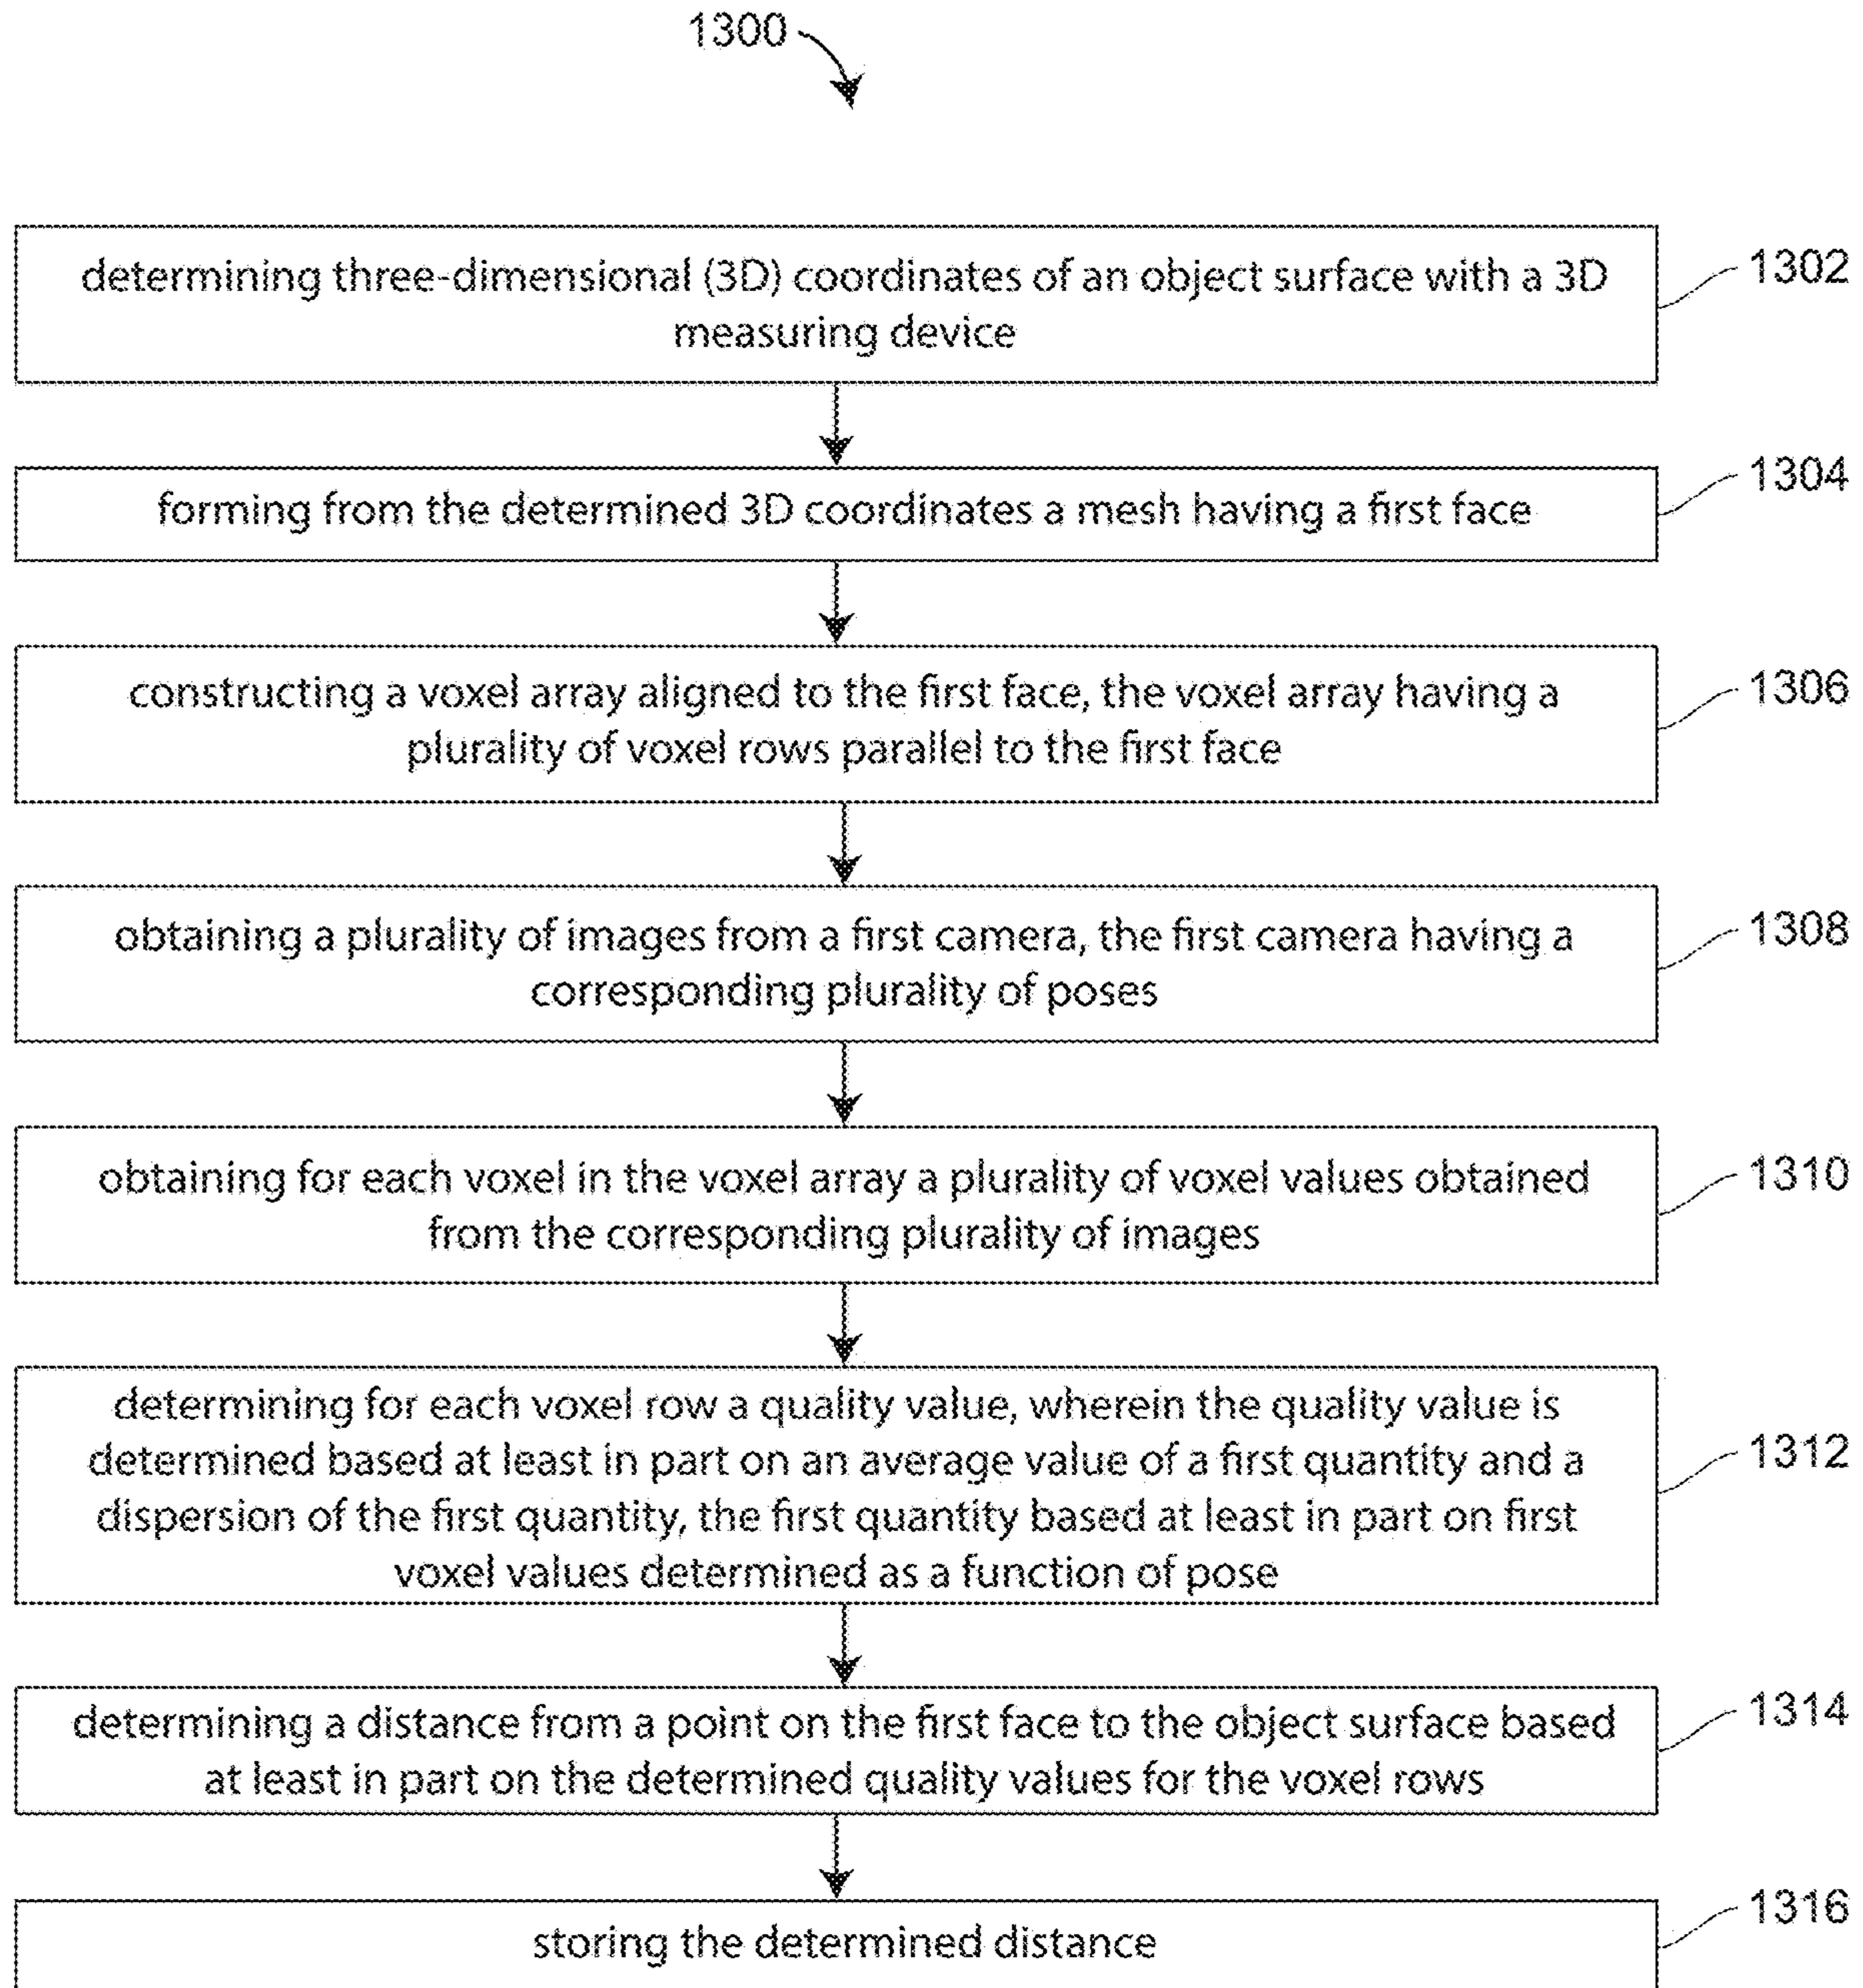 1300
determining three-dimensional (3D) coordinates of an object surface with a 3D
measuring device
1302
forming from the determined 3D coordinates a mesh having a first face
1304
constructing a voxel array aligned to the first face, the voxel array having a
plurality of voxel rows parallel to the first face
1306
obtaining a plurality of images from a first camera, the first camera having a
corresponding plurality of poses
1308
obtaining for each voxel in the voxel array a plurality of voxel values obtained
from the corresponding plurality of images
1310
determining for each voxel row a quality value, wherein the quality value is
determined based at least in part on an average value of a first quantity and a
dispersion of the first quantity, the first quantity based at least in part on first
voxel values determined as a function of pose
1312
determining a distance from a point on the first face to the object surface based
at least in part on the determined quality values for the voxel rows
1314
storing the determined distance
1316